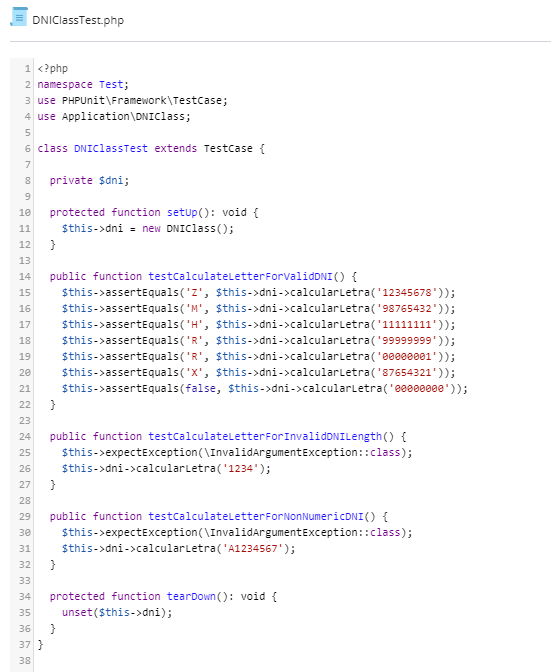 DNIClassTest.php
1 <?php
2 namespace Test;
3 use PHPUnit\Framework\TestCase;
4 use Application\DNIClass;
5
6 class DNIClassTest extends TestCase {
7
8   private $dni;
9
10   protected function setUp(): void {
11     $this->dni = new DNIClass();
12   }
13
14   public function testCalculateLetterForValidDNI() {
15     $this->assertEquals('Z', $this->dni->calcularLetra('12345678'));
16     $this->assertEquals('M', $this->dni->calcularLetra('98765432'));
17     $this->assertEquals('H', $this->dni->calcularLetra('11111111'));
18     $this->assertEquals('R', $this->dni->calcularLetra('99999999'));
19     $this->assertEquals('R', $this->dni->calcularLetra('00000001'));
20     $this->assertEquals('X', $this->dni->calcularLetra('87654321'));
21     $this->assertEquals(false, $this->dni->calcularLetra('00000000'));
22   }
23
24   public function testCalculateLetterForInvalidDNILength() {
25     $this->expectException(\InvalidArgumentException::class);
26     $this->dni->calcularLetra('1234');
27   }
28
29   public function testCalculateLetterForNonNumericDNI() {
30     $this->expectException(\InvalidArgumentException::class);
31     $this->dni->calcularLetra('A1234567');
32   }
33
34   protected function tearDown(): void {
35     unset($this->dni);
36   }
37 }
38